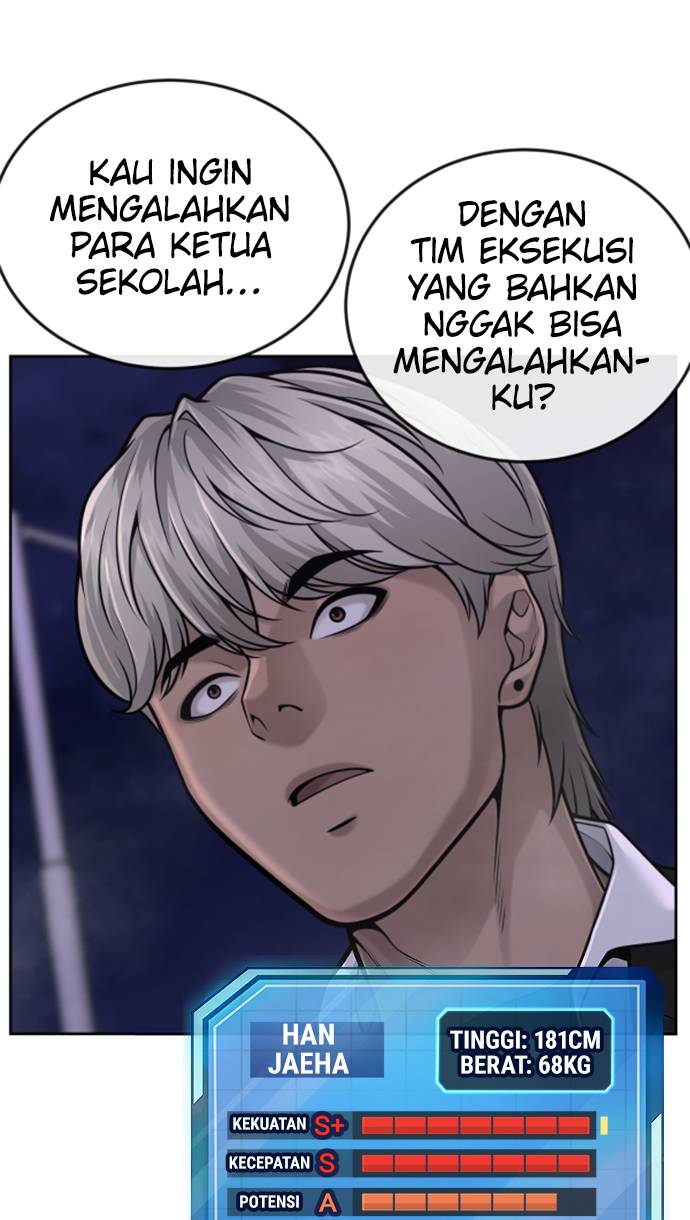 KALI INGIN
MENGALAHKAN
PARA KETUA
SEKOLAH...
DENGAN
TIM EKSEKUSI
YANG BAHKAN
NGGAK BISA
MENGALAHKAN-
KU?
HAN
JAEHA
TINGGI: 181CM
BERAT: 68KG
KEKUATAN S+
KECEPATAN S
POTENSI A